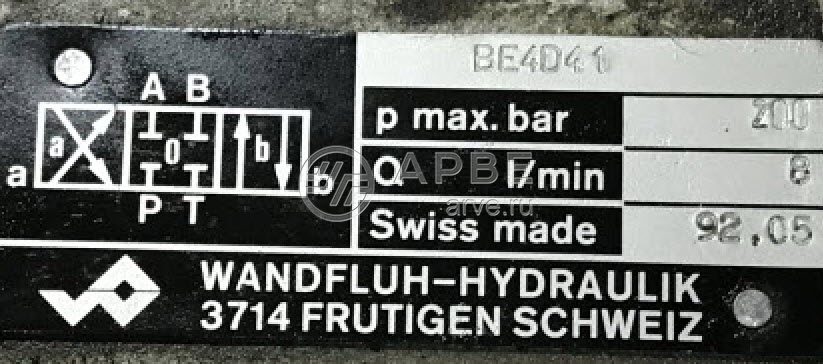 BE4D41
A B
a a 0 b b
P T
p max. bar 200
Q l/min 8
Swiss made 92.05
АРВЕ
arve.ru
WANDFLUH-HYDRAULIK
3714 FRUTIGEN SCHWEIZ